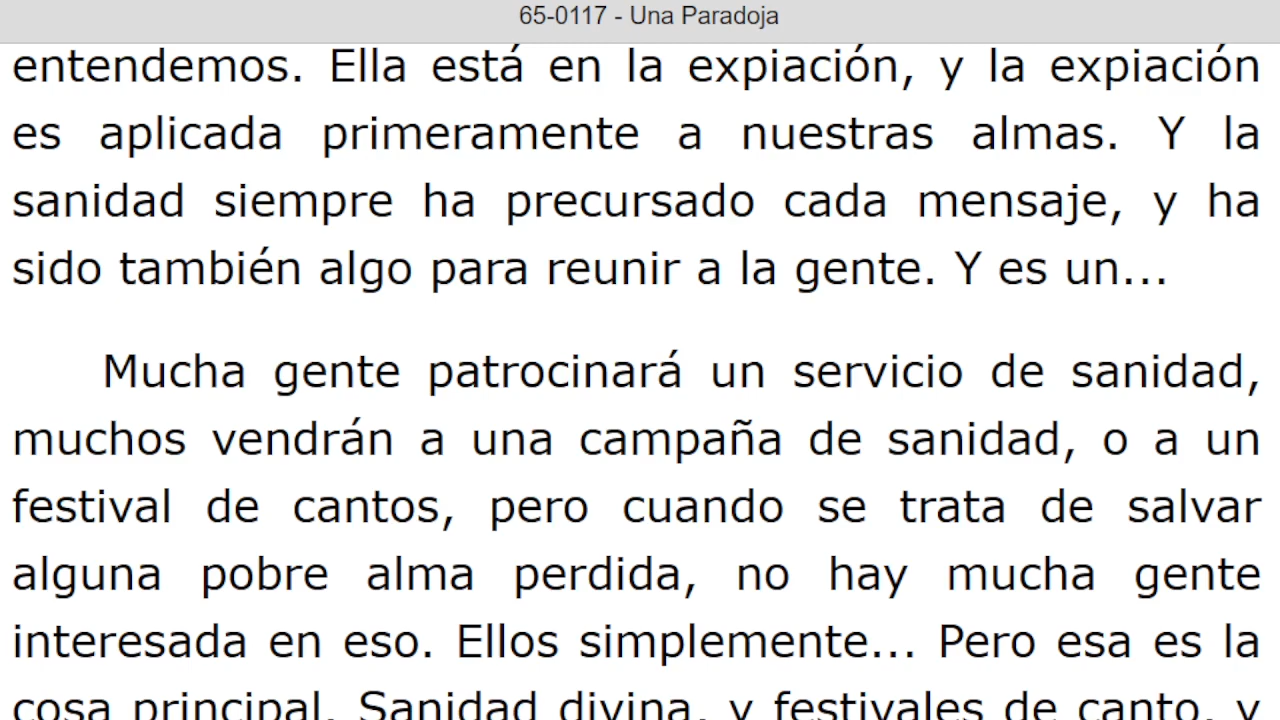 65-0117 - Una Paradoja
entendemos. Ella está en la expiación, y la expiación
es aplicada primeramente a nuestras almas. Y la
sanidad siempre ha precursado cada mensaje, y ha
sido también algo para reunir a la gente. Y es un...
Mucha gente patrocinará un servicio de sanidad,
muchos vendrán a una campaña de sanidad, o a un
festival de cantos, pero cuando se trata de salvar
alguna pobre alma perdida, no hay mucha gente
interesada en eso. Ellos simplemente... Pero esa es la
cosa principal. Sanidad divina, y festivales de canto, y